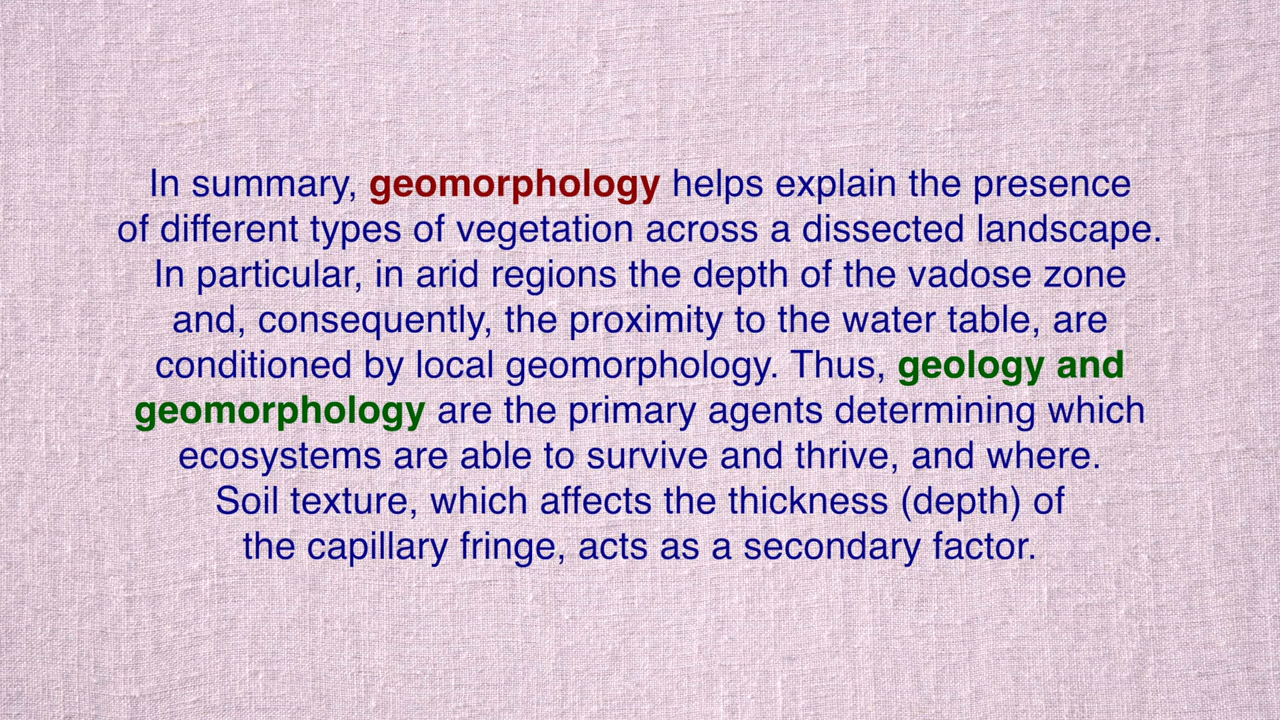 In summary, geomorphology helps explain the presence
of different types of vegetation across a dissected landscape.
In particular, in arid regions the depth of the vadose zone
and, consequently, the proximity to the water table, are
conditioned by local geomorphology. Thus, geology and
geomorphology are the primary agents determining which
ecosystems are able to survive and thrive, and where.
Soil texture, which affects the thickness (depth) of
the capillary fringe, acts as a secondary factor.